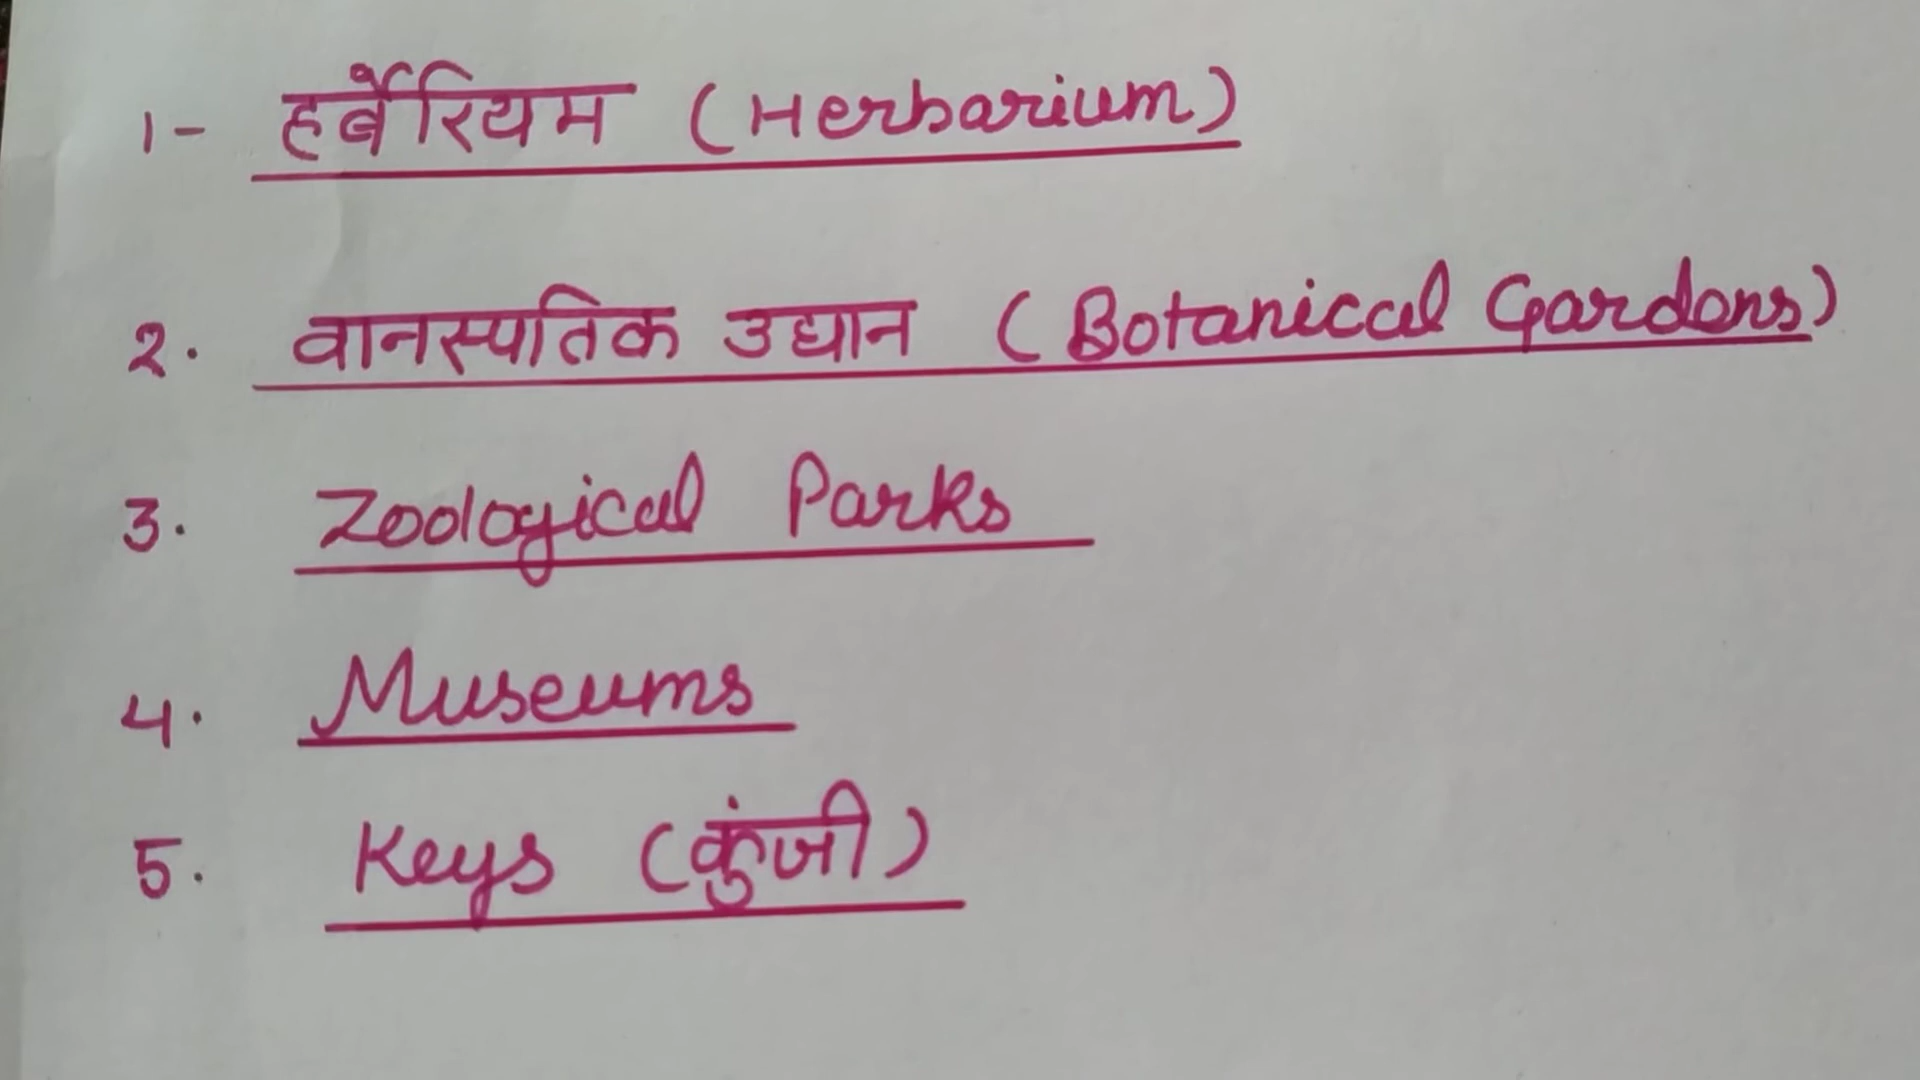 1- हर्बेरियम (Herbarium)
2. वानस्पतिक उद्यान (Botanical Gardens)
3. Zoological Parks
4. Museums
5. Keys (कुंजी)